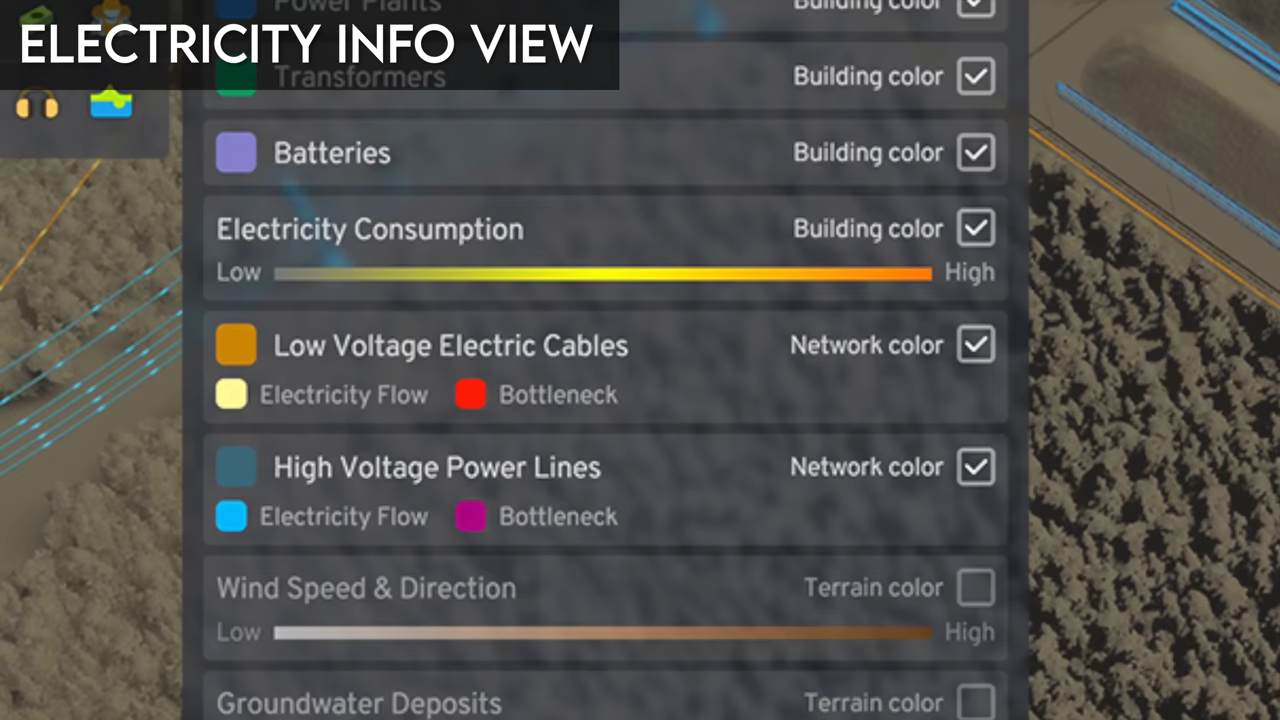 Power Plants Building color
ELECTRICITY INFO VIEW
Transformers Building color
Batteries Building color
Electricity Consumption Building color
Low High
Low Voltage Electric Cables Network color
Electricity Flow Bottleneck
High Voltage Power Lines Network color
Electricity Flow Bottleneck
Wind Speed & Direction Terrain color
Low High
Groundwater Deposits Terrain color